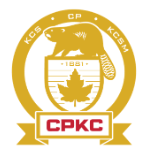 KCS • CP • KCSM
1881
CPKC